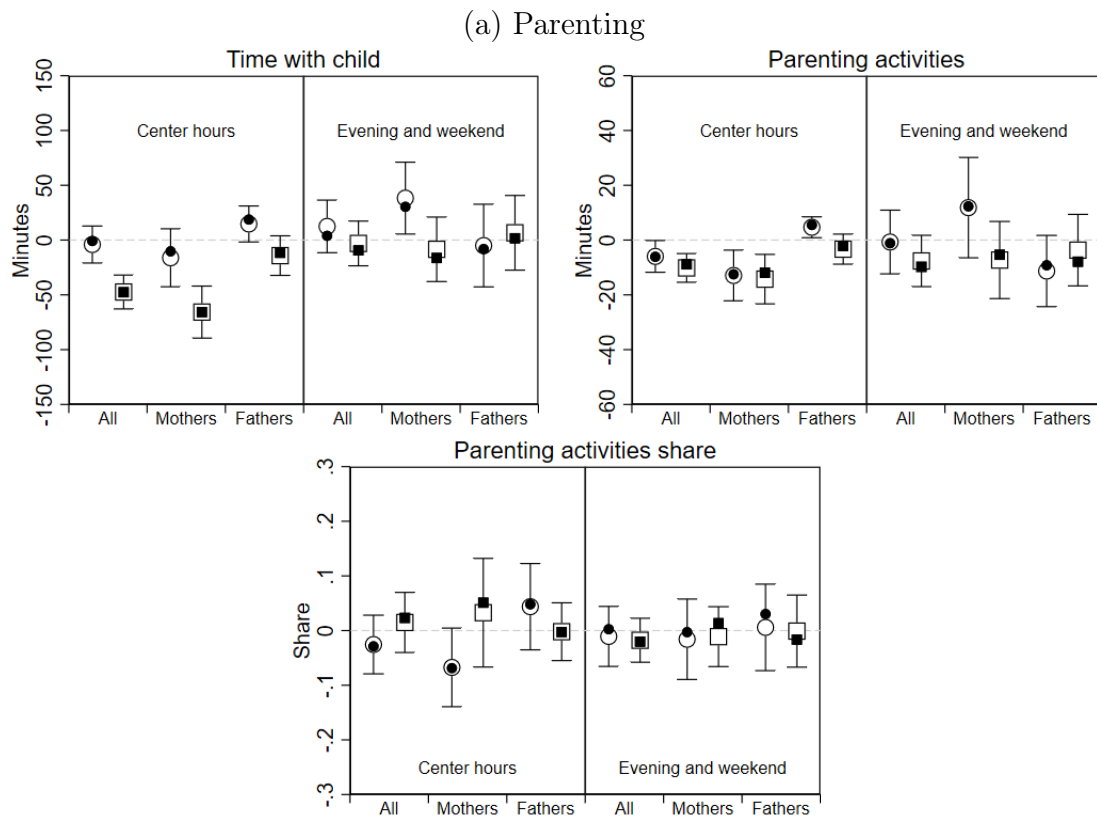 (a) Parenting
Time with child
Minutes
150
100
50
0
-50
-100
-150
Center hours
Evening and weekend
All Mothers Fathers All Mothers Fathers
Parenting activities
Minutes
60
40
20
0
-20
-40
-60
Center hours
Evening and weekend
All Mothers Fathers All Mothers Fathers
Parenting activities share
Share
.3
.2
.1
0
-.1
-.2
-.3
Center hours
Evening and weekend
All Mothers Fathers All Mothers Fathers